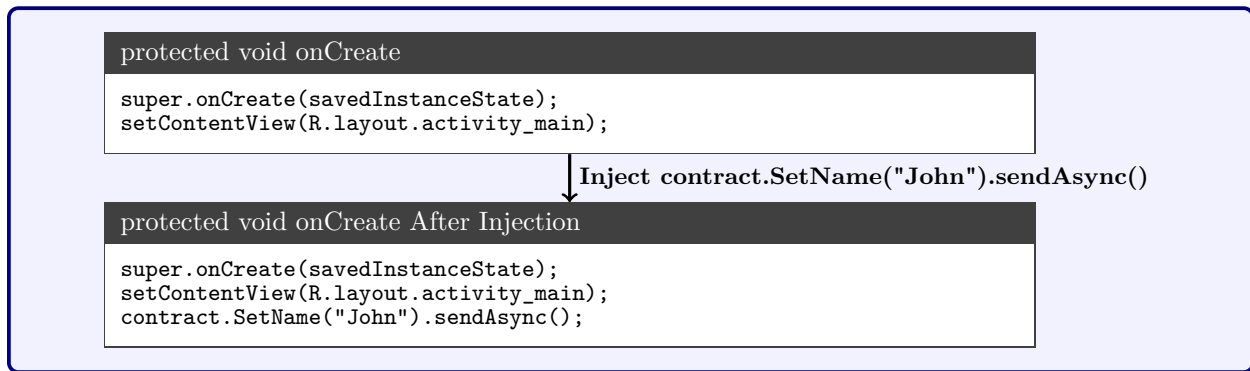 protected void onCreate
super.onCreate(savedInstanceState);
setContentView(R.layout.activity_main);
Inject contract.SetName("John").sendAsync()
protected void onCreate After Injection
super.onCreate(savedInstanceState);
setContentView(R.layout.activity_main);
contract.SetName("John").sendAsync();